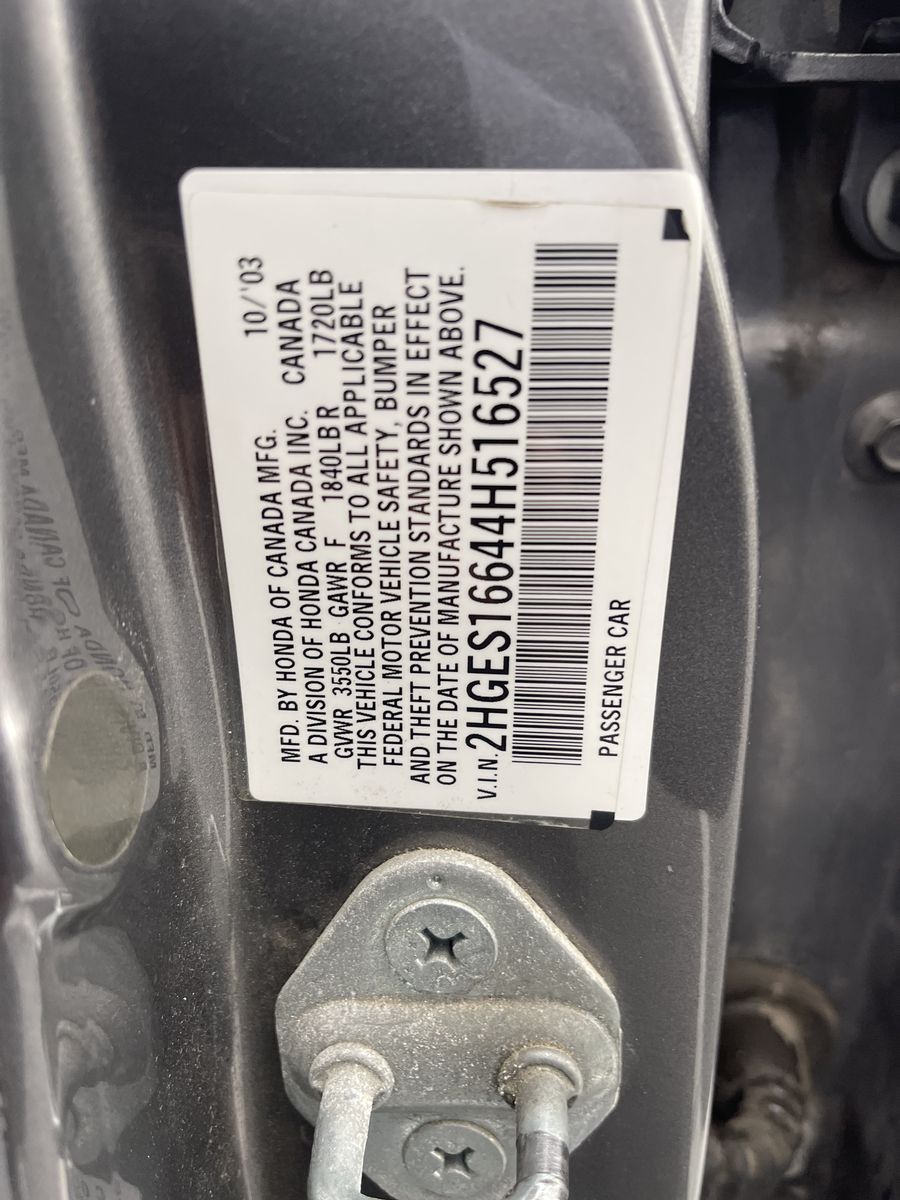 10/'03
MFD. BY HONDA OF CANADA MFG.
A DIVISION OF HONDA CANADA INC. CANADA
GVWR 3550LB GAWR F 1840LB R 1720LB
THIS VEHICLE CONFORMS TO ALL APPLICABLE
FEDERAL MOTOR VEHICLE SAFETY, BUMPER
AND THEFT PREVENTION STANDARDS IN EFFECT
ON THE DATE OF MANUFACTURE SHOWN ABOVE.
V.I.N. 2HGES16644H516527
PASSENGER CAR